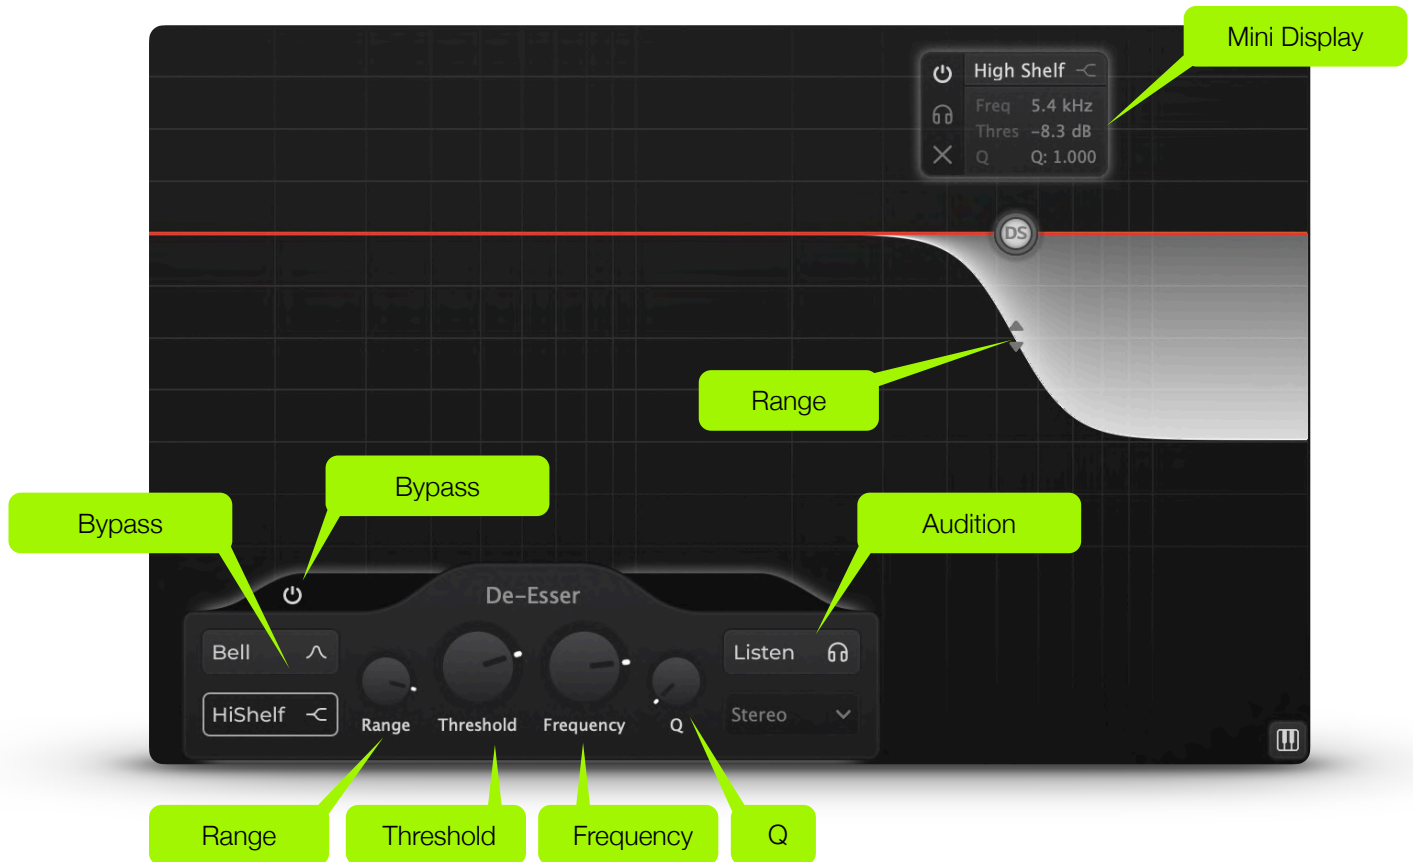 Mini Display
High Shelf
Freq 5.4 kHz
Thres -8.3 dB
Q Q: 1.000
DS
Range
Bypass
Bypass
Audition
De-Esser
Bell
Listen
HiShelf
Stereo
Range
Threshold
Frequency
Q
Range
Threshold
Frequency
Q